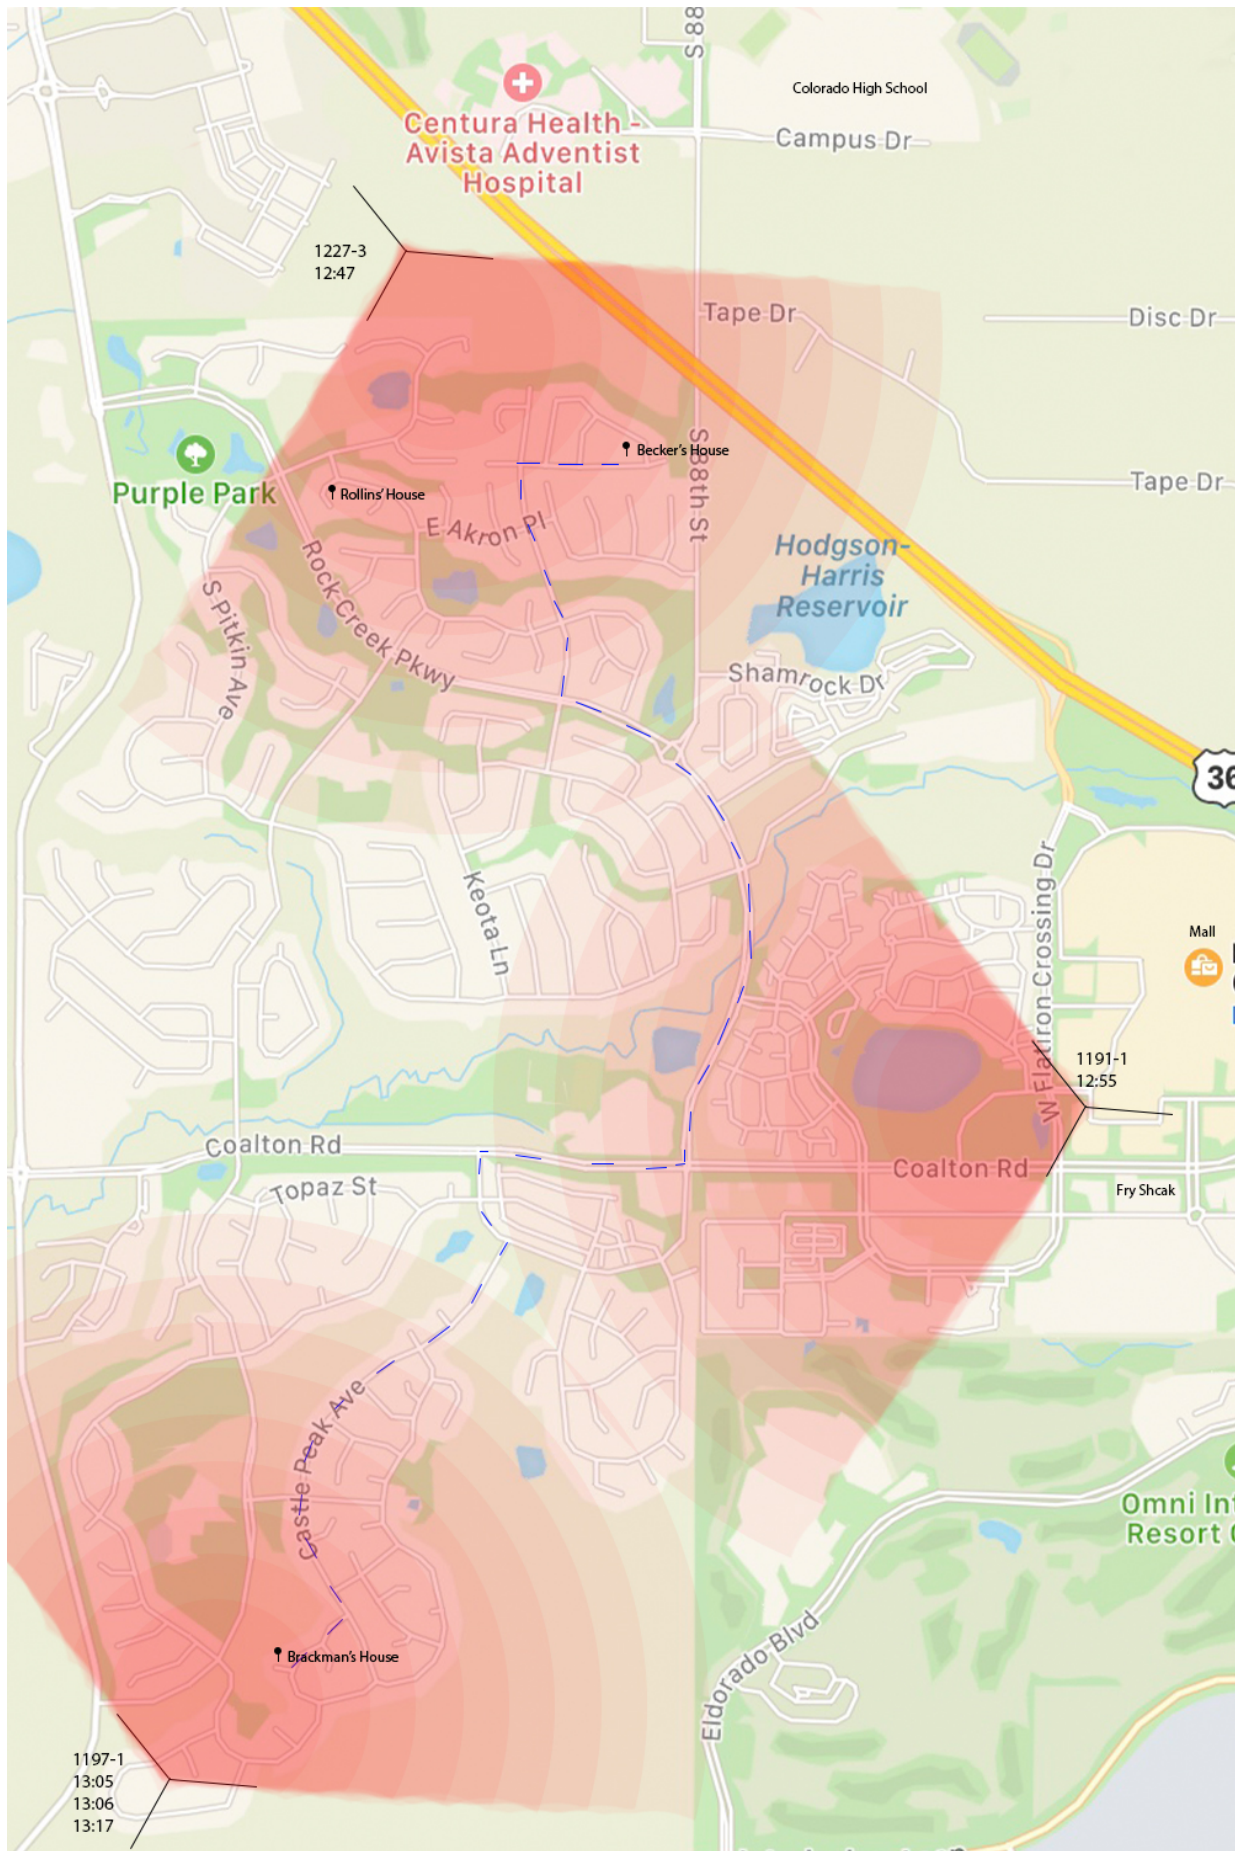 S 88
Colorado High School
Centura Health -
Avista Adventist
Hospital
Campus Dr
1227-3
12:47
Tape Dr
Disc Dr
Becker's House
S 88th St
Purple Park
Rollins' House
Tape Dr
E Akron Pl
Hodgson-
Harris
Reservoir
Rock Creek Pkwy
S Pitkin Ave
Shamrock Dr
36
Keota Ln
W Flatiron Crossing Dr
Mall
1191-1
12:55
Coalton Rd
Coalton Rd
Topaz St
Fry Shcak
Castle Peak Ave
Omni Int
Resort
Eldorado Blvd
Brackman's House
1197-1
13:05
13:06
13:17